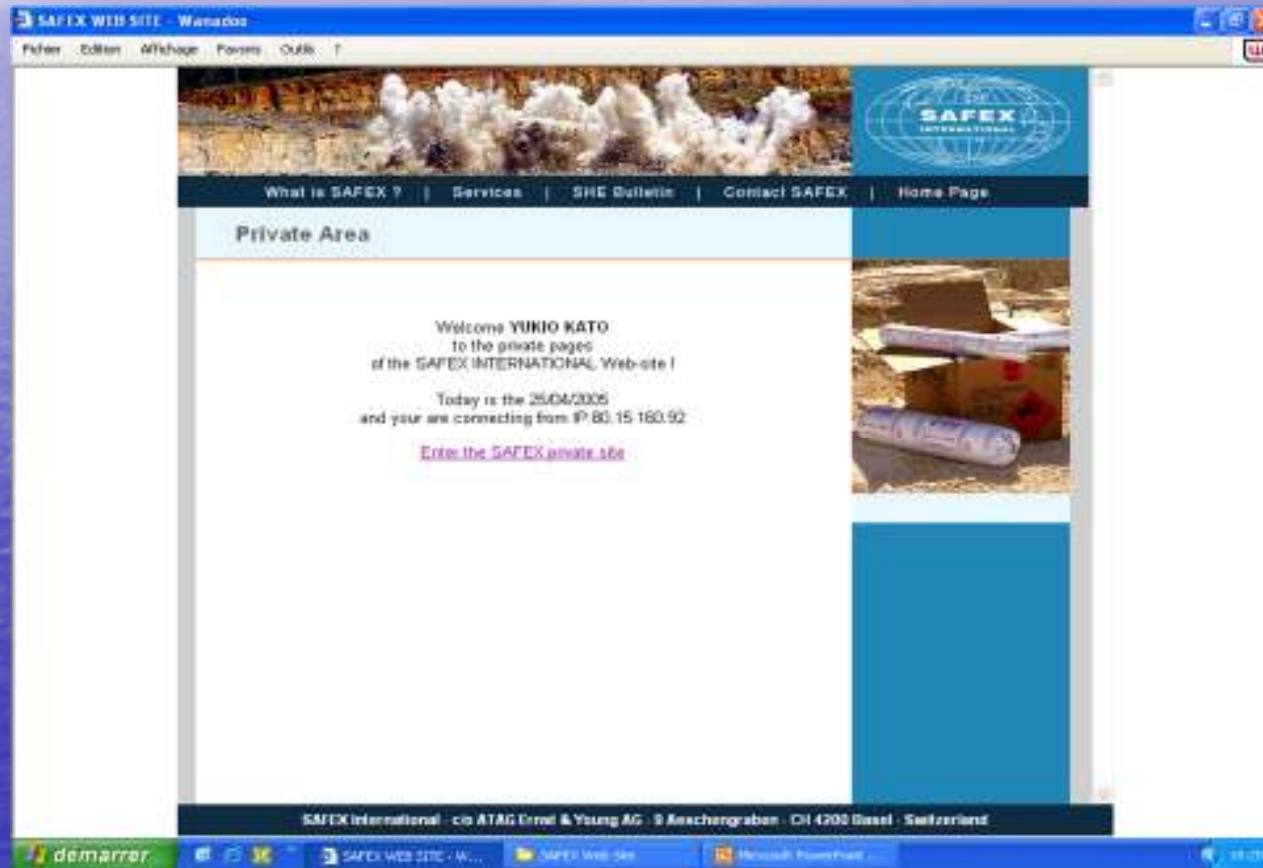 SAFEX WEB SITE - Wanadoo
Fichier Edition Affichage Favoris Outils ?
SAFEX
INTERNATIONAL
What is SAFEX ? | Services | SHE Bulletin | Contact SAFEX | Home Page
Private Area
Welcome YUKIO KATO
to the private pages
of the SAFEX INTERNATIONAL Web-site !
Today is the 26/04/2005
and your are connecting from IP 80.15.160.92
Enter the SAFEX private site
SAFEX International - c/o ATAG Ernst & Young AG - 9 Aeschengraben - CH 4200 Basel - Switzerland
démarrer
SAFEX WEB SITE - W...
SAFEX Web Site
Microsoft PowerPoint ...